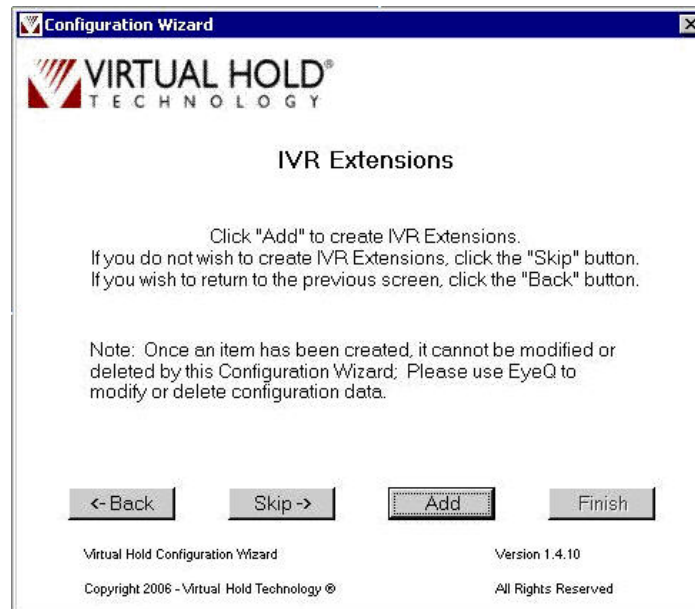 Configuration Wizard
VIRTUAL HOLD®
TECHNOLOGY
IVR Extensions
Click "Add" to create IVR Extensions.
If you do not wish to create IVR Extensions, click the "Skip" button.
If you wish to return to the previous screen, click the "Back" button.
Note: Once an item has been created, it cannot be modified or
deleted by this Configuration Wizard; Please use EyeQ to
modify or delete configuration data.
<- Back Skip -> Add Finish
Virtual Hold Configuration Wizard Version 1.4.10
Copyright 2006 - Virtual Hold Technology ® All Rights Reserved